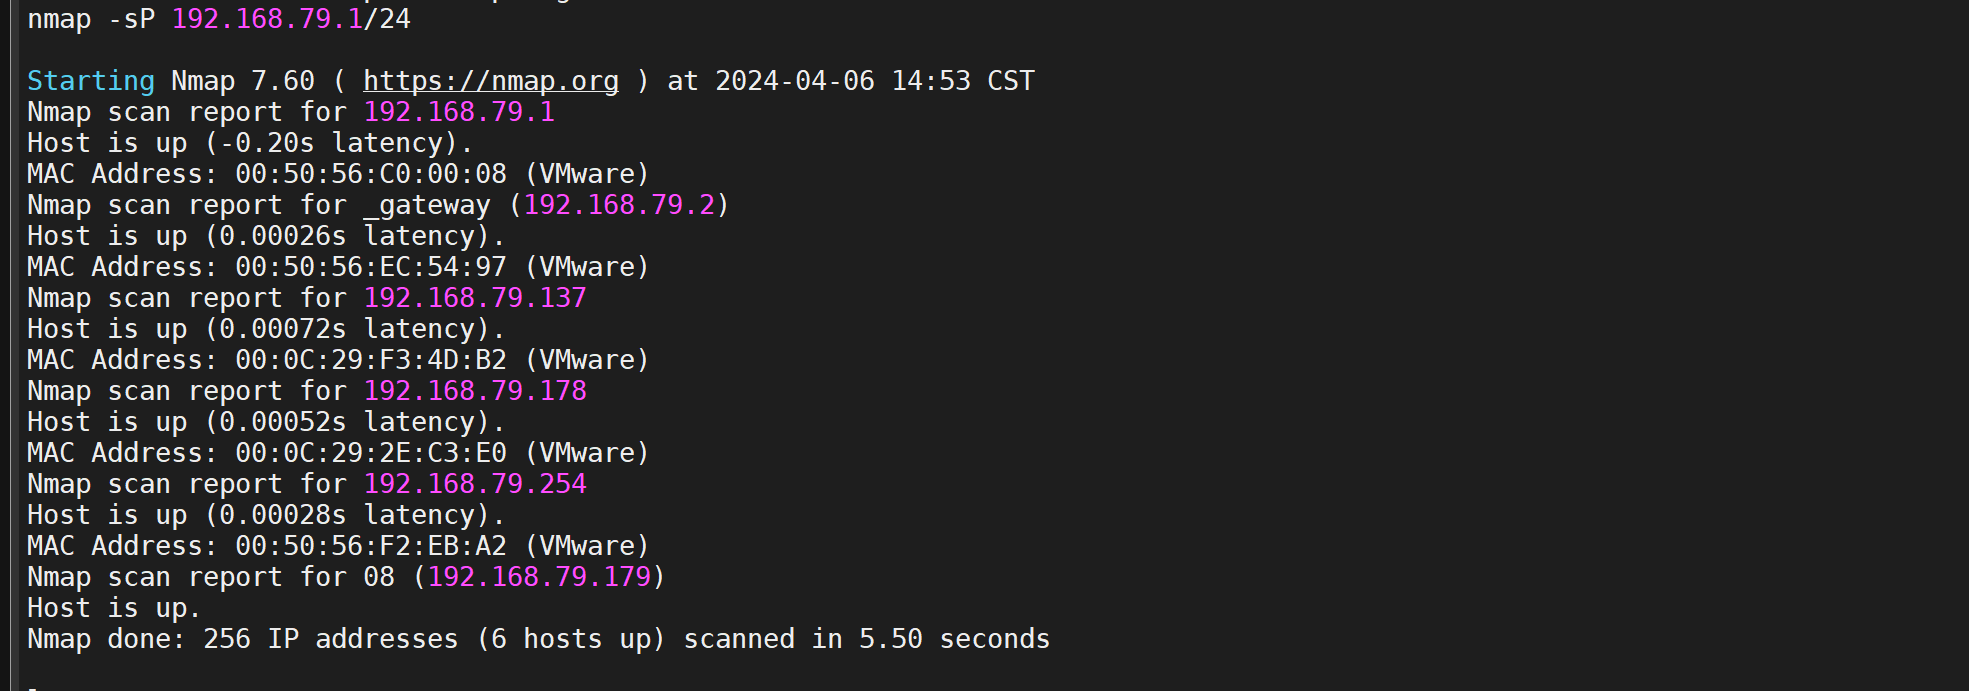 nmap -sP 192.168.79.1/24
Starting Nmap 7.60 ( https://nmap.org ) at 2024-04-06 14:53 CST
Nmap scan report for 192.168.79.1
Host is up (-0.20s latency).
MAC Address: 00:50:56:C0:00:08 (VMware)
Nmap scan report for _gateway (192.168.79.2)
Host is up (0.00026s latency).
MAC Address: 00:50:56:EC:54:97 (VMware)
Nmap scan report for 192.168.79.137
Host is up (0.00072s latency).
MAC Address: 00:0C:29:F3:4D:B2 (VMware)
Nmap scan report for 192.168.79.178
Host is up (0.00052s latency).
MAC Address: 00:0C:29:2E:C3:E0 (VMware)
Nmap scan report for 192.168.79.254
Host is up (0.00028s latency).
MAC Address: 00:50:56:F2:EB:A2 (VMware)
Nmap scan report for 08 (192.168.79.179)
Host is up.
Nmap done: 256 IP addresses (6 hosts up) scanned in 5.50 seconds